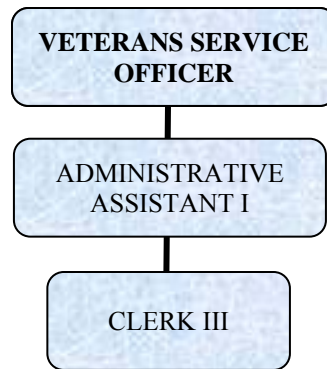 VETERANS SERVICE
OFFICER
ADMINISTRATIVE
ASSISTANT I
CLERK III